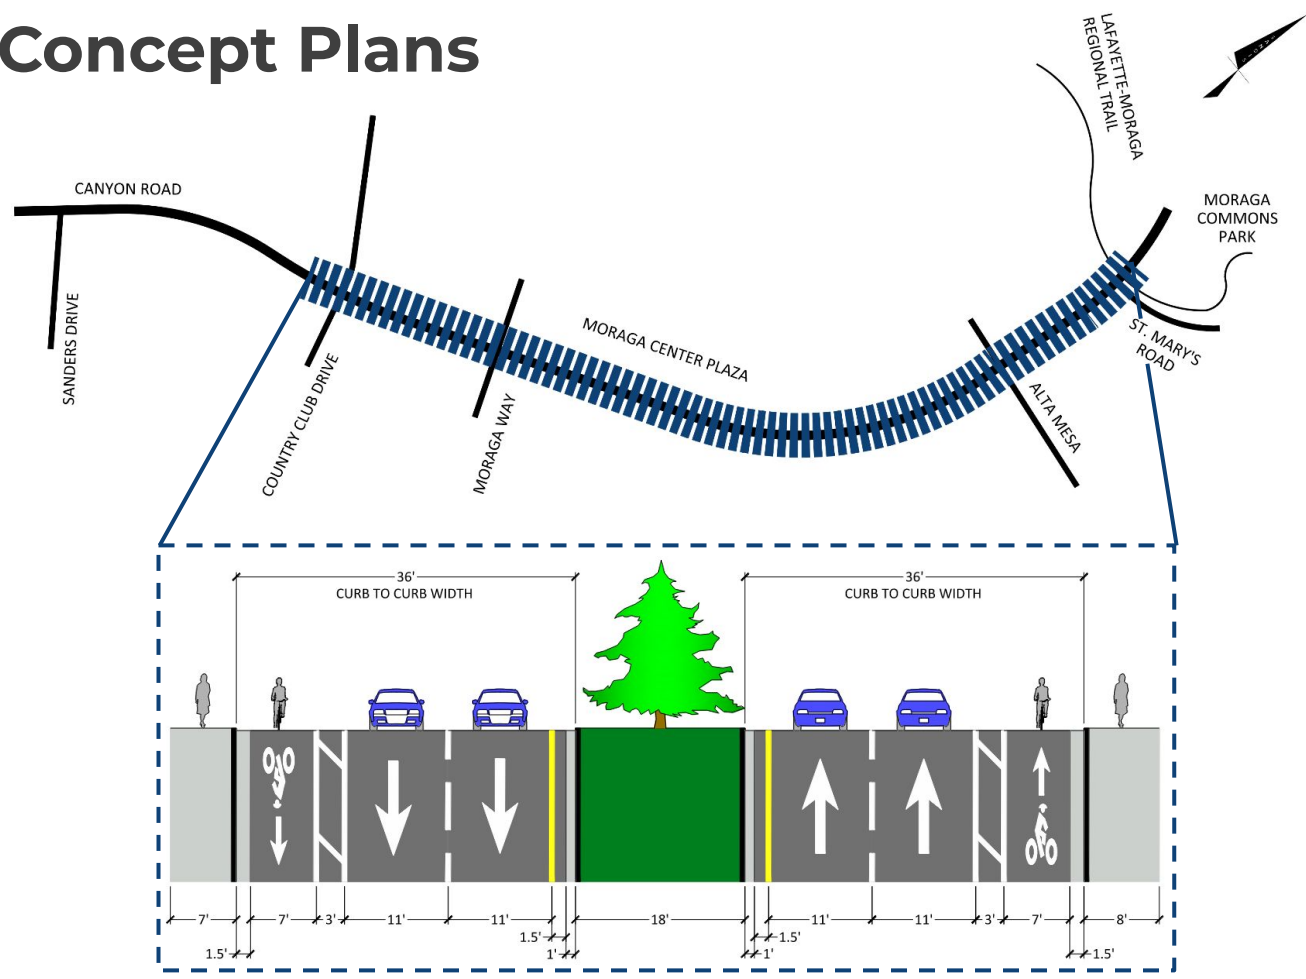 Concept Plans
LAFAYETTE-MORAGA
REGIONAL TRAIL
CANYON ROAD
MORAGA
COMMONS
PARK
SANDERS DRIVE
COUNTRY CLUB DRIVE
MORAGA WAY
MORAGA CENTER PLAZA
ALTA MESA
ST. MARY'S
ROAD
36'
CURB TO CURB WIDTH
36'
CURB TO CURB WIDTH
7'
7'
3'
11'
11'
18'
11'
11'
3'
7'
8'
1.5'
1.5'
1.5'
1'
1'
1.5'